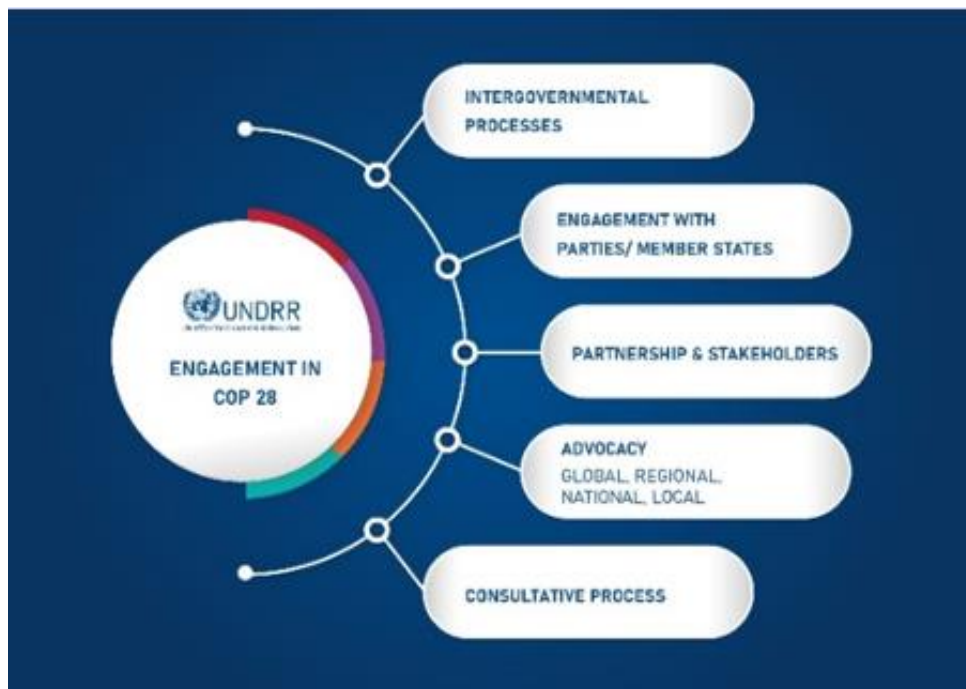 UNDRR
ENGAGEMENT IN
COP 28
INTERGOVERNMENTAL
PROCESSES
ENGAGEMENT WITH
PARTIES/ MEMBER STATES
PARTNERSHIP & STAKEHOLDERS
ADVOCACY
GLOBAL, REGIONAL,
NATIONAL, LOCAL
CONSULTATIVE PROCESS